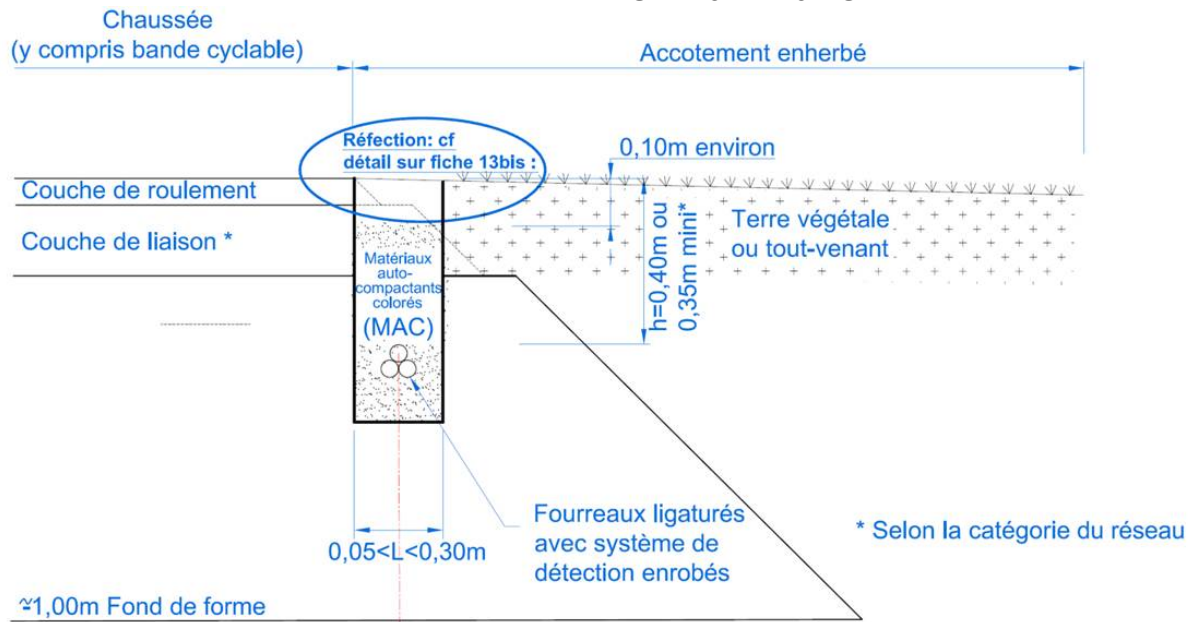 Chaussée
(y compris bande cyclable)
Accotement enherbé
Réfection: cf
détail sur fiche 13bis :
0,10m environ
Couche de roulement
Couche de liaison *
Terre végétale
ou tout-venant
Matériaux
auto-
compactants
colorés
(MAC)
h=0,40m ou
0,35m mini*
Fourreaux ligaturés
avec système de
détection enrobés
* Selon la catégorie du réseau
0,05<L<0,30m
≃1,00m Fond de forme